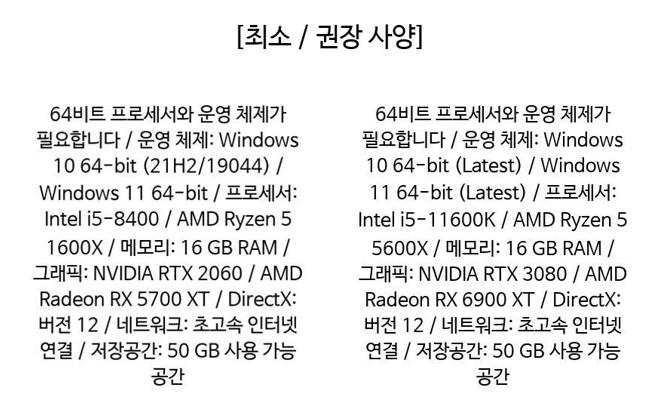 [최소 / 권장 사양]
64비트 프로세서와 운영 체제가
필요합니다 / 운영 체제: Windows
10 64-bit (21H2/19044) /
Windows 11 64-bit / 프로세서:
Intel i5-8400 / AMD Ryzen 5
1600X / 메모리: 16 GB RAM /
그래픽: NVIDIA RTX 2060 / AMD
Radeon RX 5700 XT / DirectX:
버전 12 / 네트워크: 초고속 인터넷
연결 / 저장공간: 50 GB 사용 가능
공간
64비트 프로세서와 운영 체제가
필요합니다 / 운영 체제: Windows
10 64-bit (Latest) / Windows
11 64-bit (Latest) / 프로세서:
Intel i5-11600K / AMD Ryzen 5
5600X / 메모리: 16 GB RAM /
그래픽: NVIDIA RTX 3080 / AMD
Radeon RX 6900 XT / DirectX:
버전 12 / 네트워크: 초고속 인터넷
연결 / 저장공간: 50 GB 사용 가능
공간